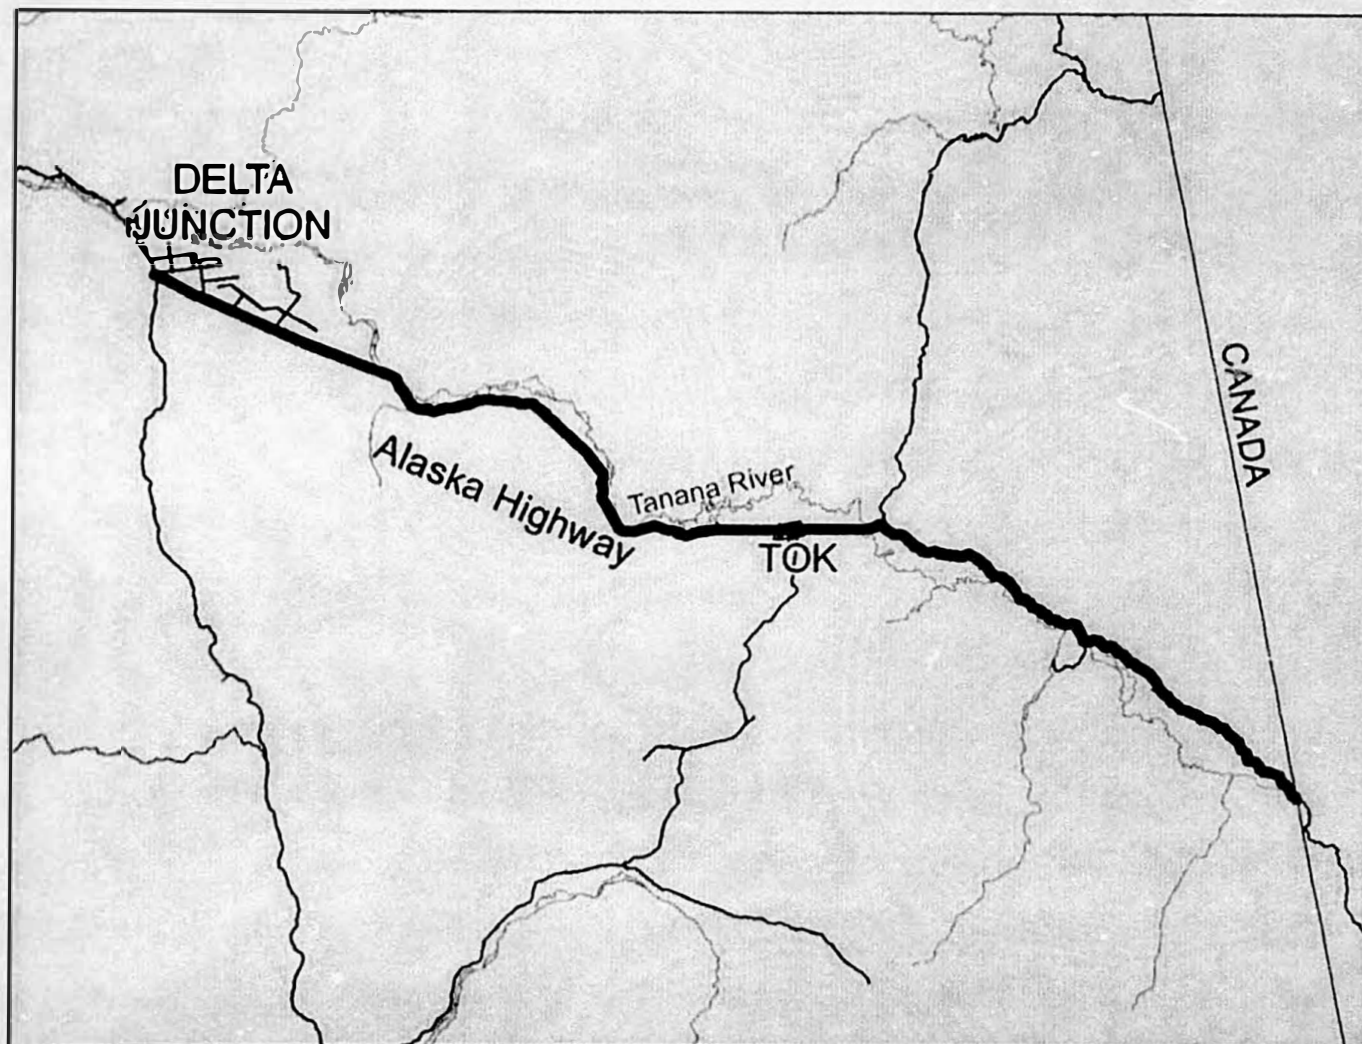 DELTA
JUNCTION
CANADA
Alaska Highway
Tanana River
TOK